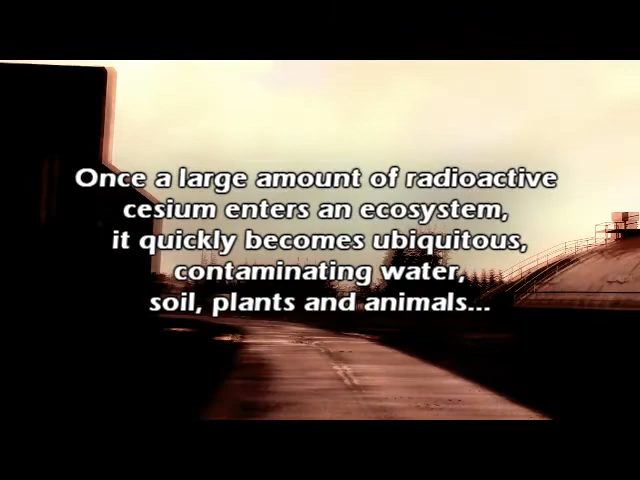 Once a large amount of radioactive
cesium enters an ecosystem,
it quickly becomes ubiquitous,
contaminating water,
soil, plants and animals...